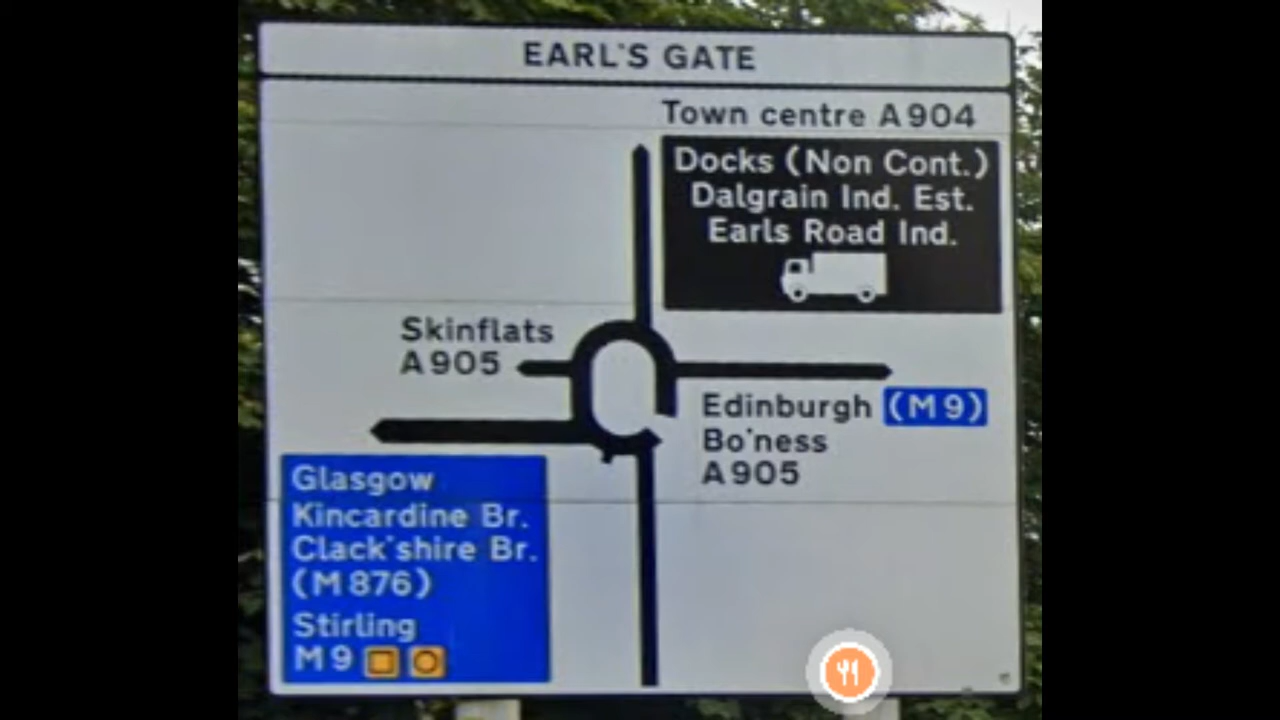 EARL'S GATE
Town centre A904
Docks (Non Cont.)
Dalgrain Ind. Est.
Earls Road Ind.
Skinflats
A905
Edinburgh (M9)
Bo'ness
A905
Glasgow
Kincardine Br.
Clack'shire Br.
(M876)
Stirling
M9